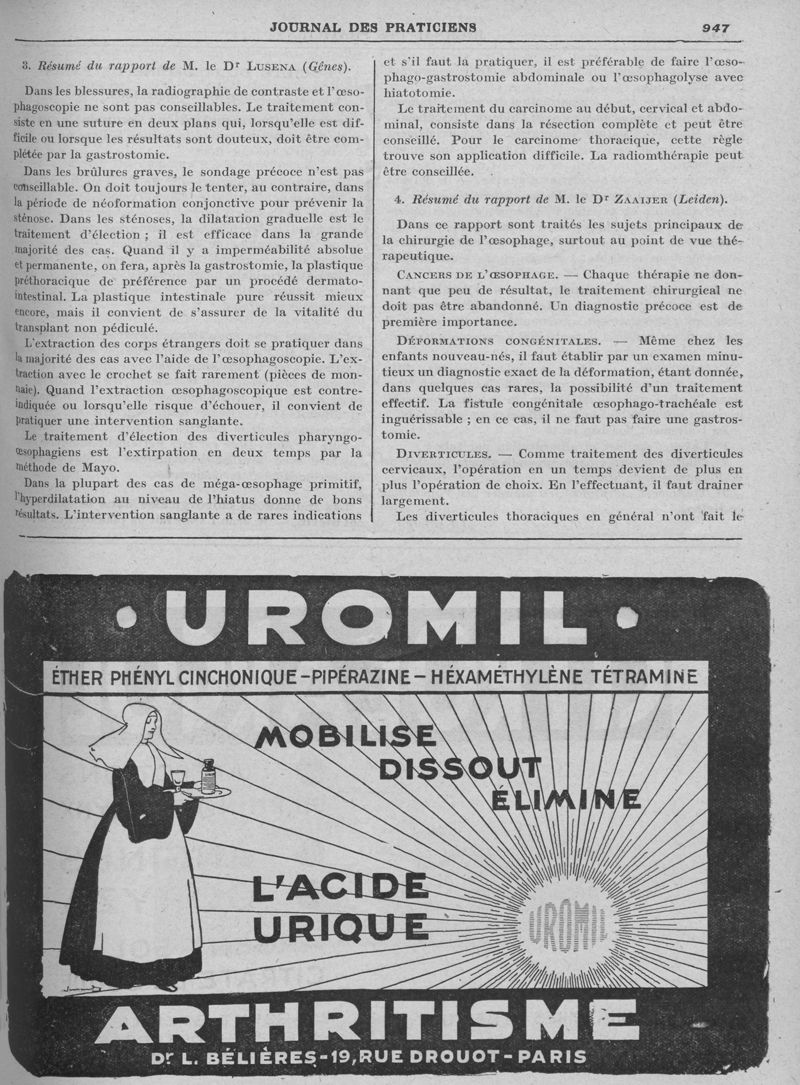 JOURNAL DES PRATICIENS 947
3. Résumé du rapport de M. le Dr LUSENA (Gênes).
Dans les blessures, la radiographie de contraste et l'œso-
phagoscopie ne sont pas conseillables. Le traitement con-
siste en une suture en deux plans qui, lorsqu'elle est dif-
ficile ou lorsque les résultats sont douteux, doit être com-
plétée par la gastrostomie.
Dans les brûlures graves, le sondage précoce n'est pas
conseillable. On doit toujours le tenter, au contraire, dans
la période de néoformation conjonctive pour prévenir la
sténose. Dans les sténoses, la dilatation graduelle est le
traitement d'élection ; il est efficace dans la grande
majorité des cas. Quand il y a imperméabilité absolue
et permanente, on fera, après la gastrostomie, la plastique
préthoracique de préférence par un procédé dermato-
intestinal. La plastique intestinale pure réussit mieux
encore, mais il convient de s'assurer de la vitalité du
transplant non pédiculé.
L'extraction des corps étrangers doit se pratiquer dans
la majorité des cas avec l'aide de l'œsophagoscopie. L'ex-
traction avec le crochet se fait rarement (pièces de mon-
naie). Quand l'extraction œsophagoscopique est contre-
indiquée ou lorsqu'elle risque d'échouer, il convient de
pratiquer une intervention sanglante.
Le traitement d'élection des diverticules pharyngo-
œsophagiens est l'extirpation en deux temps par la
méthode de Mayo.
Dans la plupart des cas de méga-œsophage primitif,
l'hyperdilatation au niveau de l'hiatus donne de bons
résultats. L'intervention sanglante a de rares indications
et s'il faut la pratiquer, il est préférable de faire l'œso-
phago-gastrostomie abdominale ou l'œsophagolyse avec
hiatotomie.
Le traitement du carcinome au début, cervical et abdo-
minal, consiste dans la résection complète et peut être
conseillé. Pour le carcinome thoracique, cette règle
trouve son application difficile. La radiomthérapie peut
être conseillée.
4. Résumé du rapport de M. le Dr ZAAIJER (Leiden).
Dans ce rapport sont traités les sujets principaux de
la chirurgie de l'œsophage, surtout au point de vue thé-
rapeutique.
CANCERS DE L'ŒSOPHAGE. — Chaque thérapie ne don-
nant que peu de résultat, le traitement chirurgical ne
doit pas être abandonné. Un diagnostic précoce est de
première importance.
DÉFORMATIONS CONGÉNITALES. — Même chez les
enfants nouveau-nés, il faut établir par un examen minu-
tieux un diagnostic exact de la déformation, étant donnée,
dans quelques cas rares, la possibilité d'un traitement
effectif. La fistule congénitale œsophago-trachéale est
inguérissable ; en ce cas, il ne faut pas faire une gastros-
tomie.
DIVERTICULES. — Comme traitement des diverticules
cervicaux, l'opération en un temps devient de plus en
plus l'opération de choix. En l'effectuant, il faut drainer
largement.
Les diverticules thoraciques en général n'ont fait le
• UROMIL •
ÉTHER PHÉNYL CINCHONIQUE - PIPÉRAZINE - HÉXAMÉTHYLÈNE TÉTRAMINE
MOBILISE
DISSOUT
ÉLIMINE
L'ACIDE
URIQUE
UROMIL
ARTHRITISME
Dr L. BÉLIÈRES - 19, RUE DROUOT - PARIS